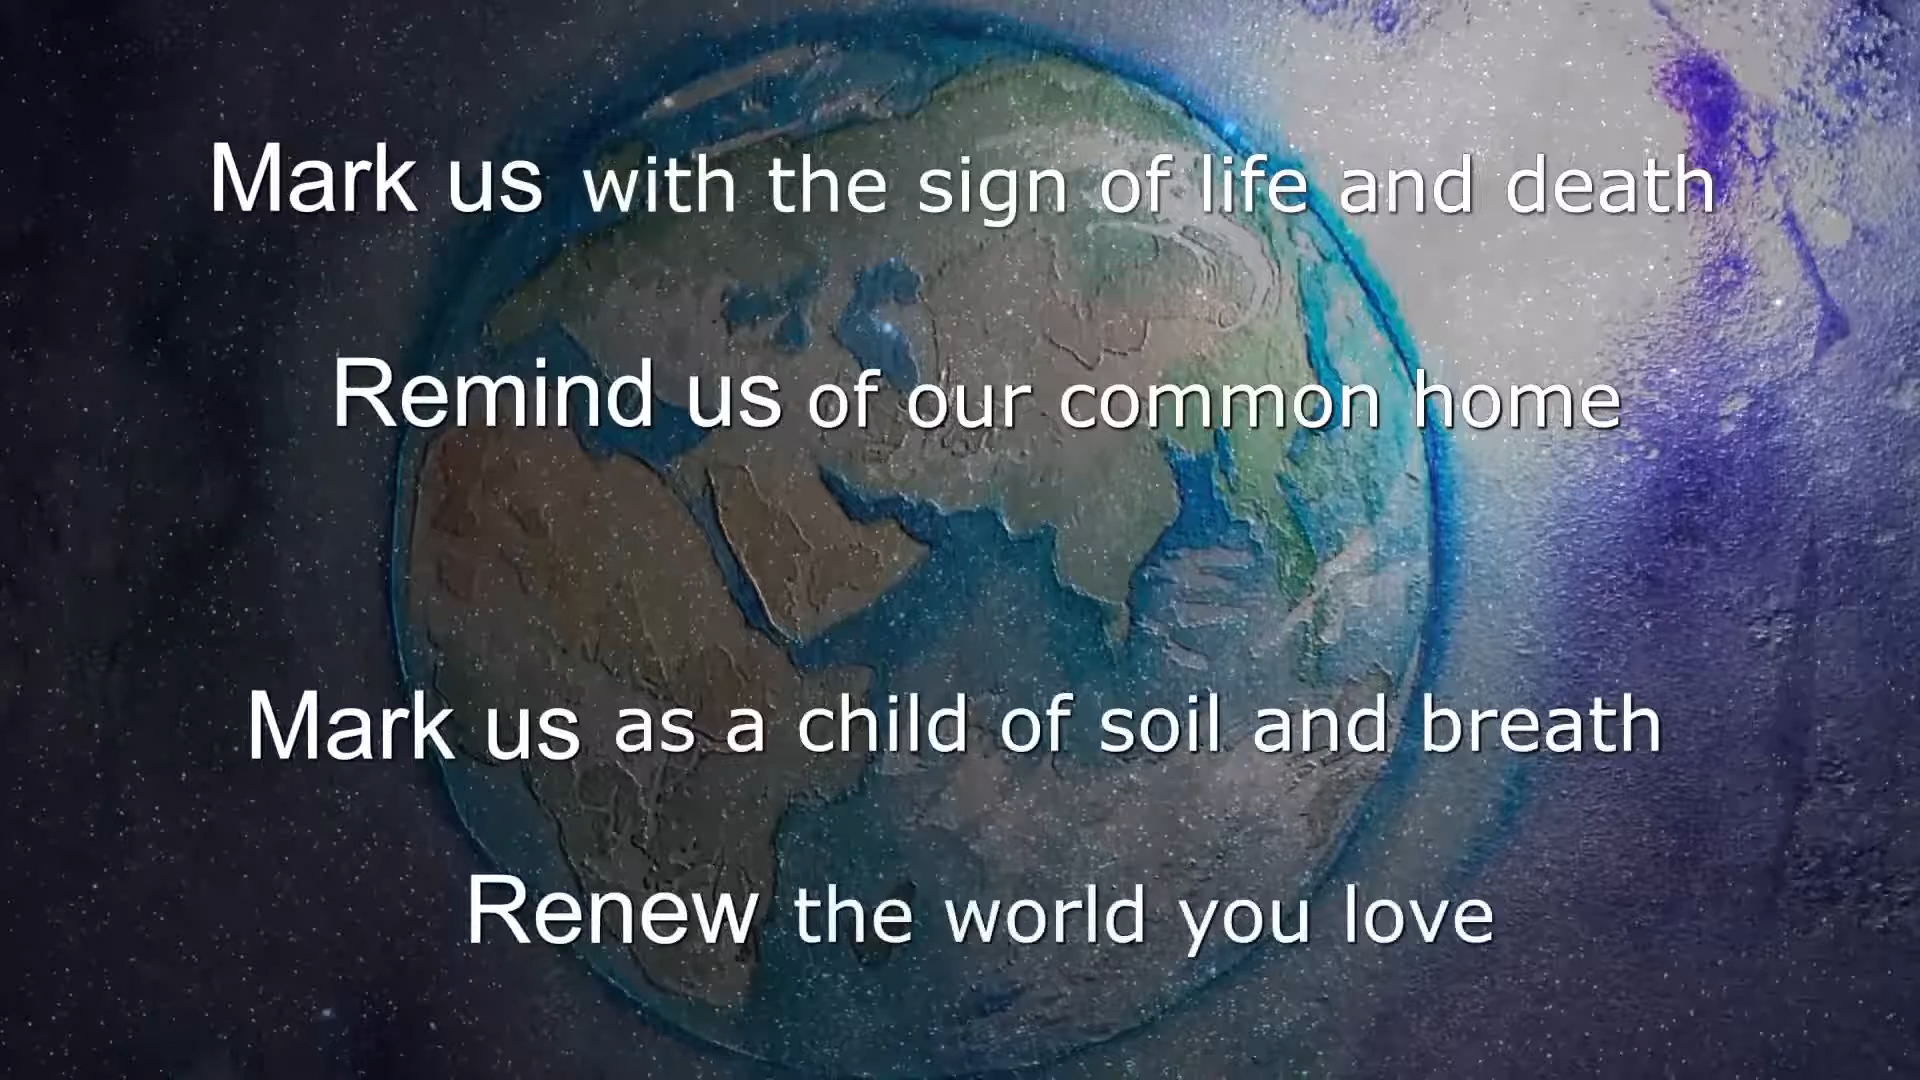 Mark us with the sign of life and death
Remind us of our common home
Mark us as a child of soil and breath
Renew the world you love